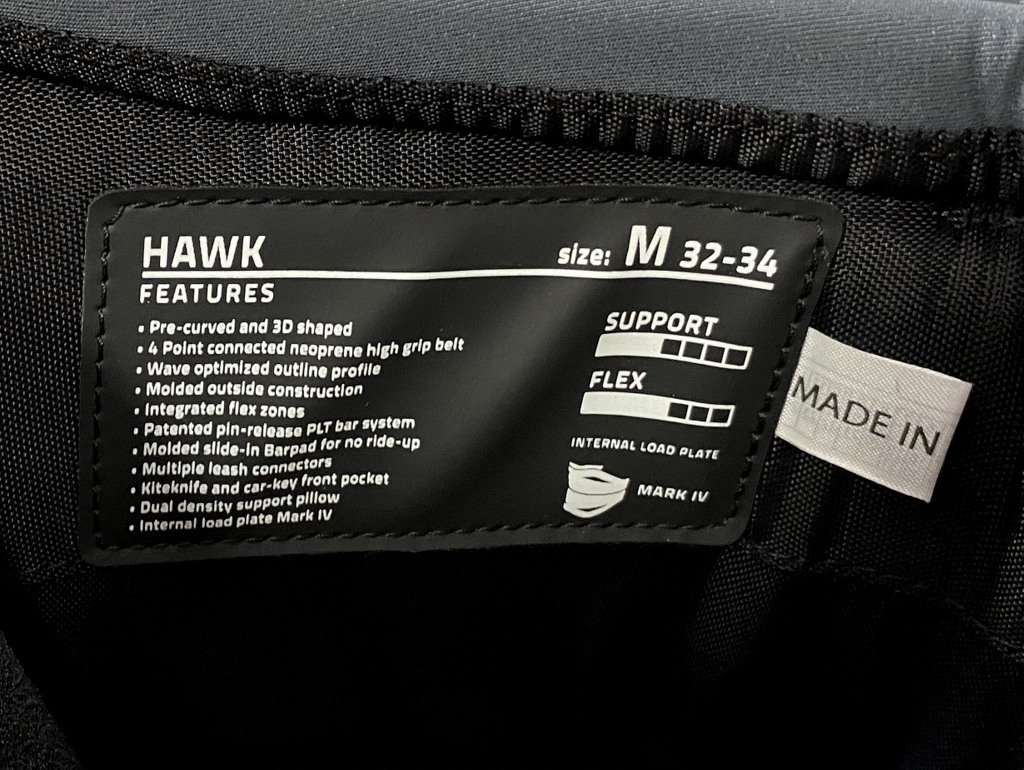 HAWK
size: M 32-34
FEATURES
• Pre-curved and 3D shaped
• 4 Point connected neoprene high grip belt
• Wave optimized outline profile
• Molded outside construction
• Integrated flex zones
• Patented pin-release PLT bar system
• Molded slide-in Barpad for no ride-up
• Multiple leash connectors
• Kiteknife and car-key front pocket
• Dual density support pillow
• Internal load plate Mark IV
SUPPORT
FLEX
INTERNAL LOAD PLATE
MARK IV
MADE IN